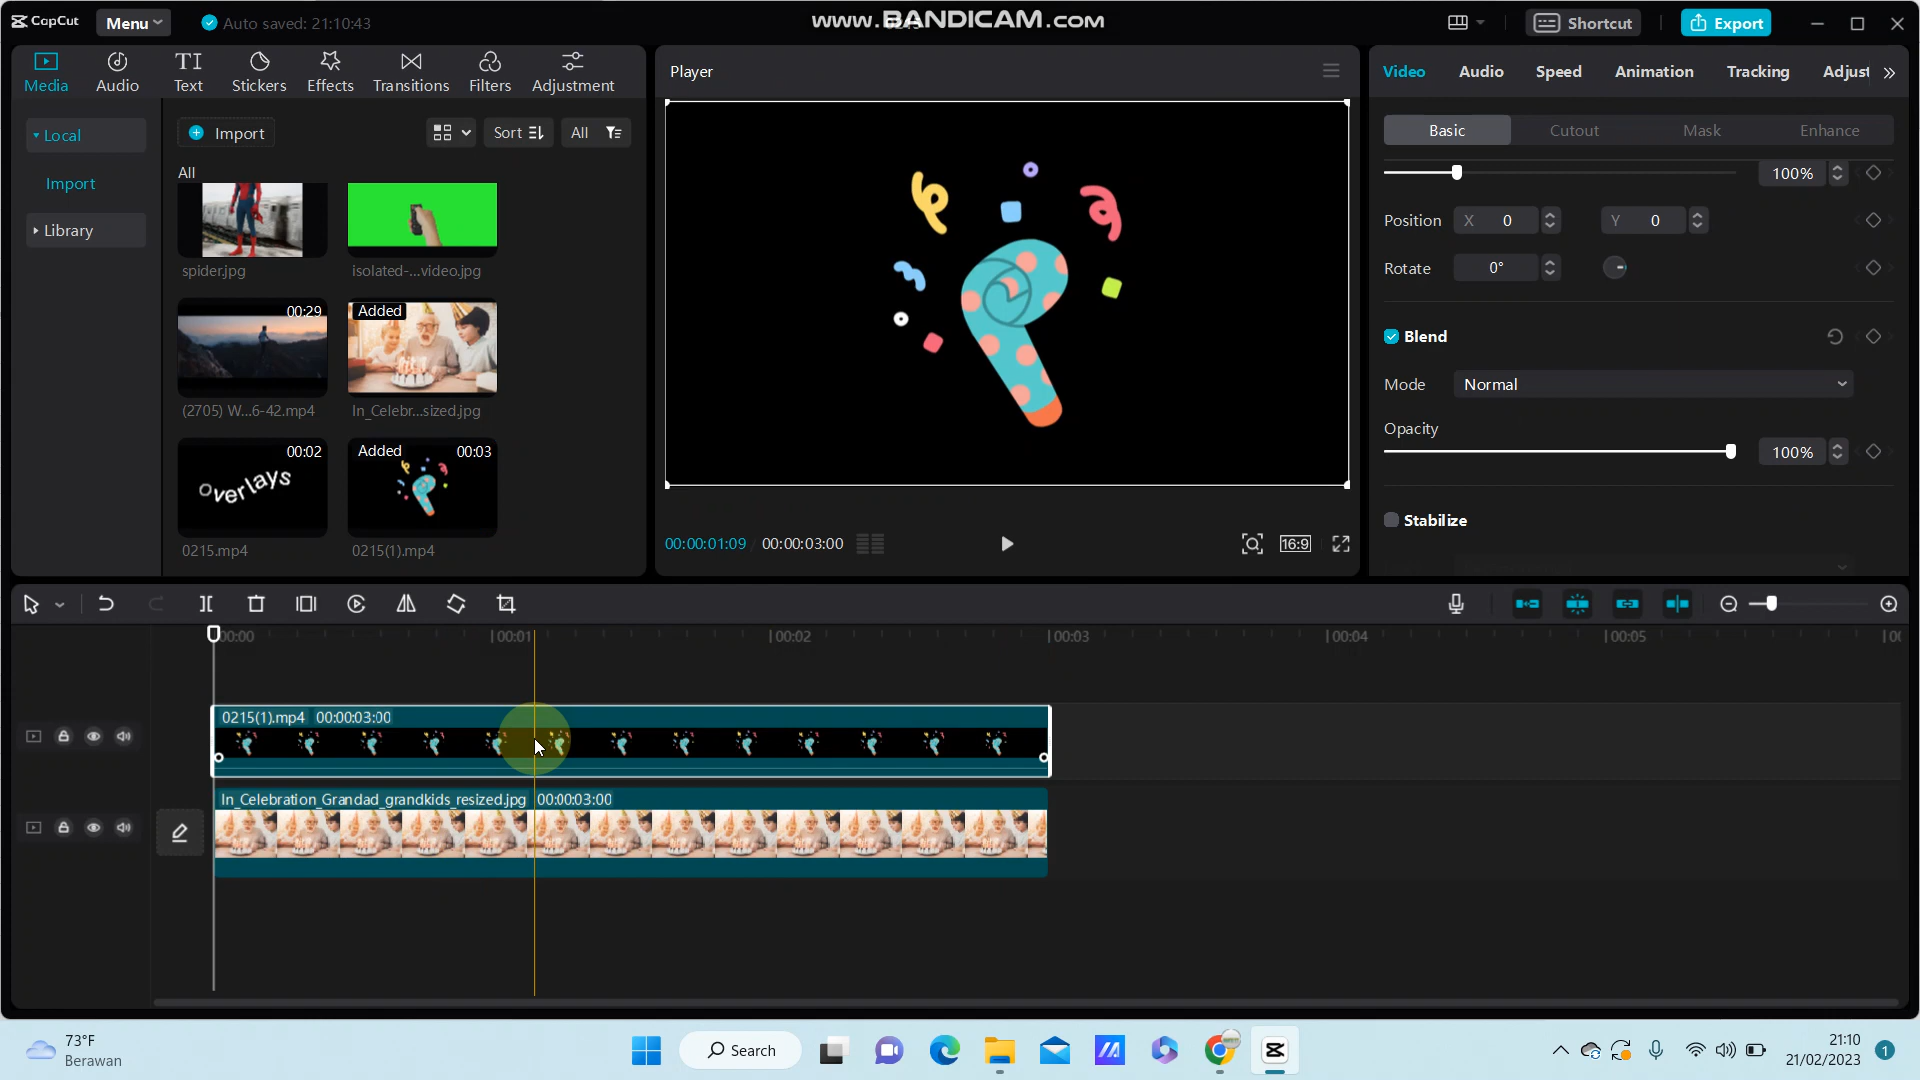 CapCut
Menu
Auto saved: 21:10:43
www.BANDICAM.com
Shortcut
Export
Media
Audio
Text
Stickers
Effects
Transitions
Filters
Adjustment
Player
Video
Audio
Speed
Animation
Tracking
Adjust
Local
Import
Library
Import
Sort
All
All
spider.jpg
isolated-...video.jpg
00:29
Added
(2705) W...6-42.mp4
In_Celebr...sized.jpg
00:02
Overlays
Added 00:03
0215.mp4
0215(1).mp4
00:00:01:09
00:00:03:00
16:9
Basic
Cutout
Mask
Enhance
100%
Position X 0 Y 0
Rotate 0°
Blend
Mode Normal
Opacity
100%
Stabilize
00:00
00:01
00:02
00:03
00:04
00:05
0215(1).mp4 00:00:03:00
In_Celebration_Grandad_grandkids_resized.jpg 00:00:03:00
73°F
Berawan
Search
21:10
21/02/2023
1